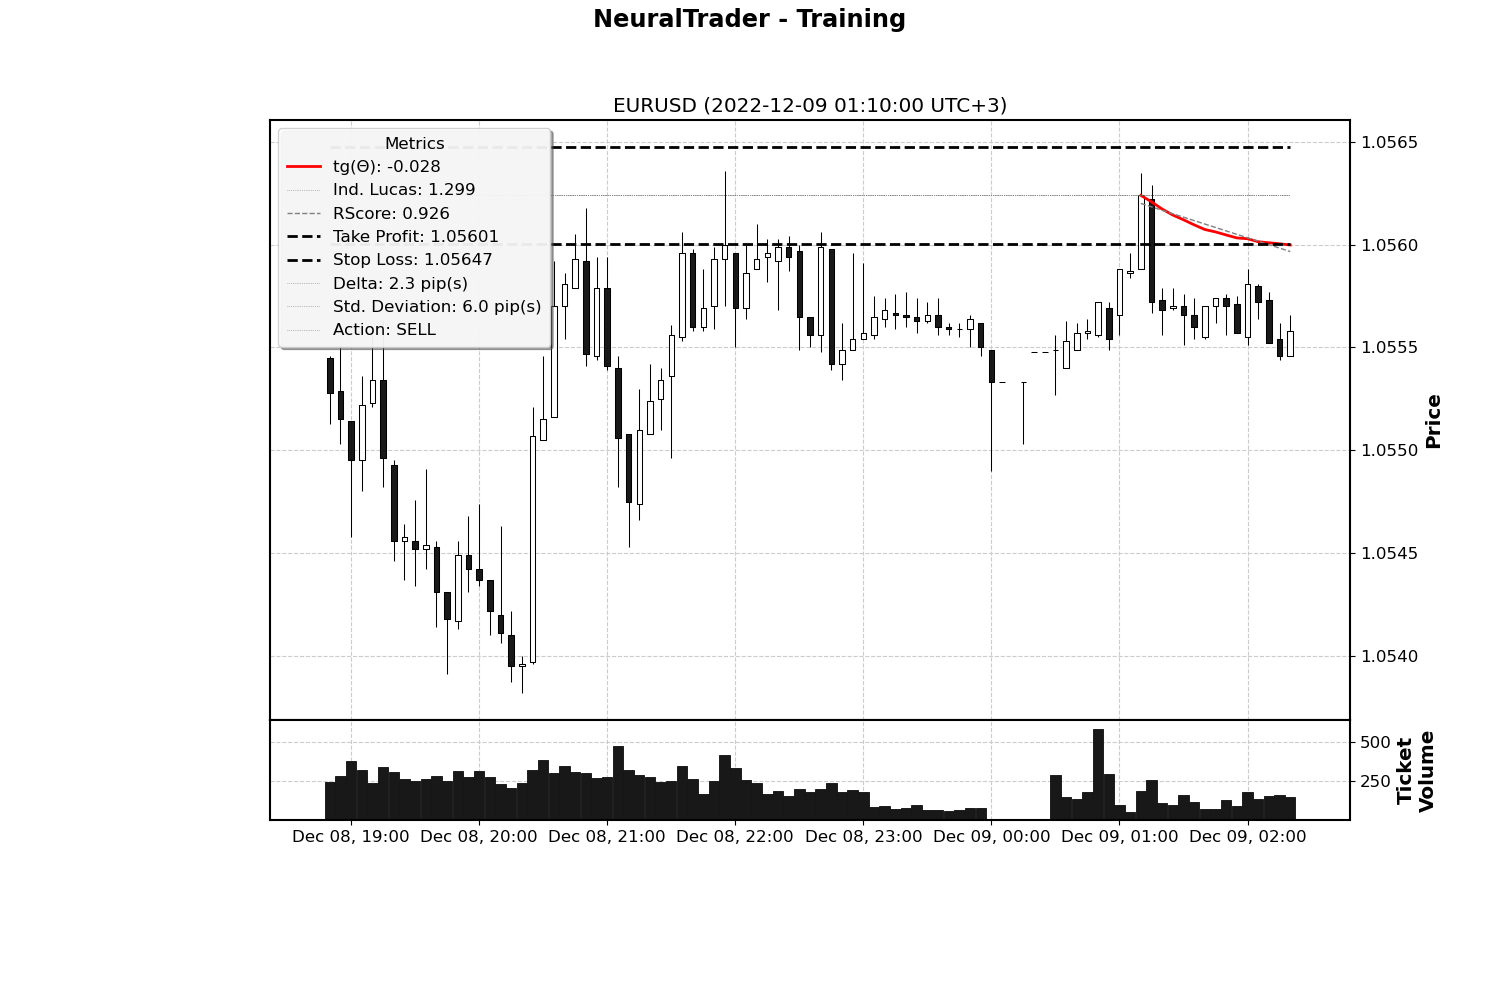 NeuralTrader - Training
EURUSD (2022-12-09 01:10:00 UTC+3)
Metrics
tg(Θ): -0.028
Ind. Lucas: 1.299
RScore: 0.926
Take Profit: 1.05601
Stop Loss: 1.05647
Delta: 2.3 pip(s)
Std. Deviation: 6.0 pip(s)
Action: SELL
1.0565
1.0560
1.0555
1.0550
1.0545
1.0540
Price
500
250
Ticket
Volume
Dec 08, 19:00
Dec 08, 20:00
Dec 08, 21:00
Dec 08, 22:00
Dec 08, 23:00
Dec 09, 00:00
Dec 09, 01:00
Dec 09, 02:00